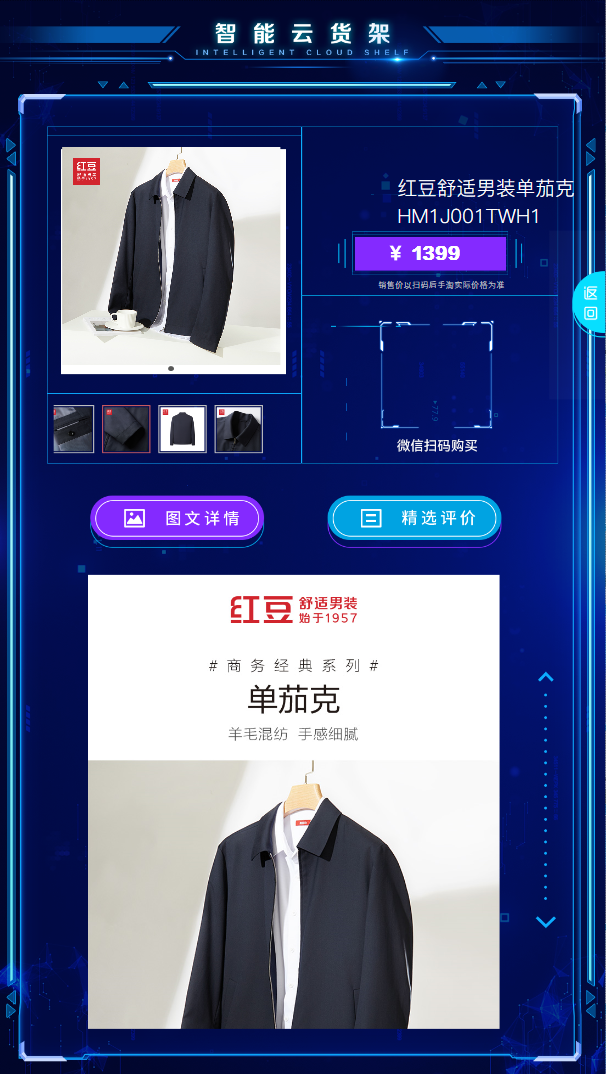 智能云货架
INTELLIGENT CLOUD SHELF
红豆
红豆舒适男装单茄克
HM1J001TWH1
¥ 1399
销售价以扫码后手淘实际价格为准
返回
微信扫码购买
图文详情
精选评价
红豆 舒适男装
始于1957
#商务经典系列#
单茄克
羊毛混纺 手感细腻